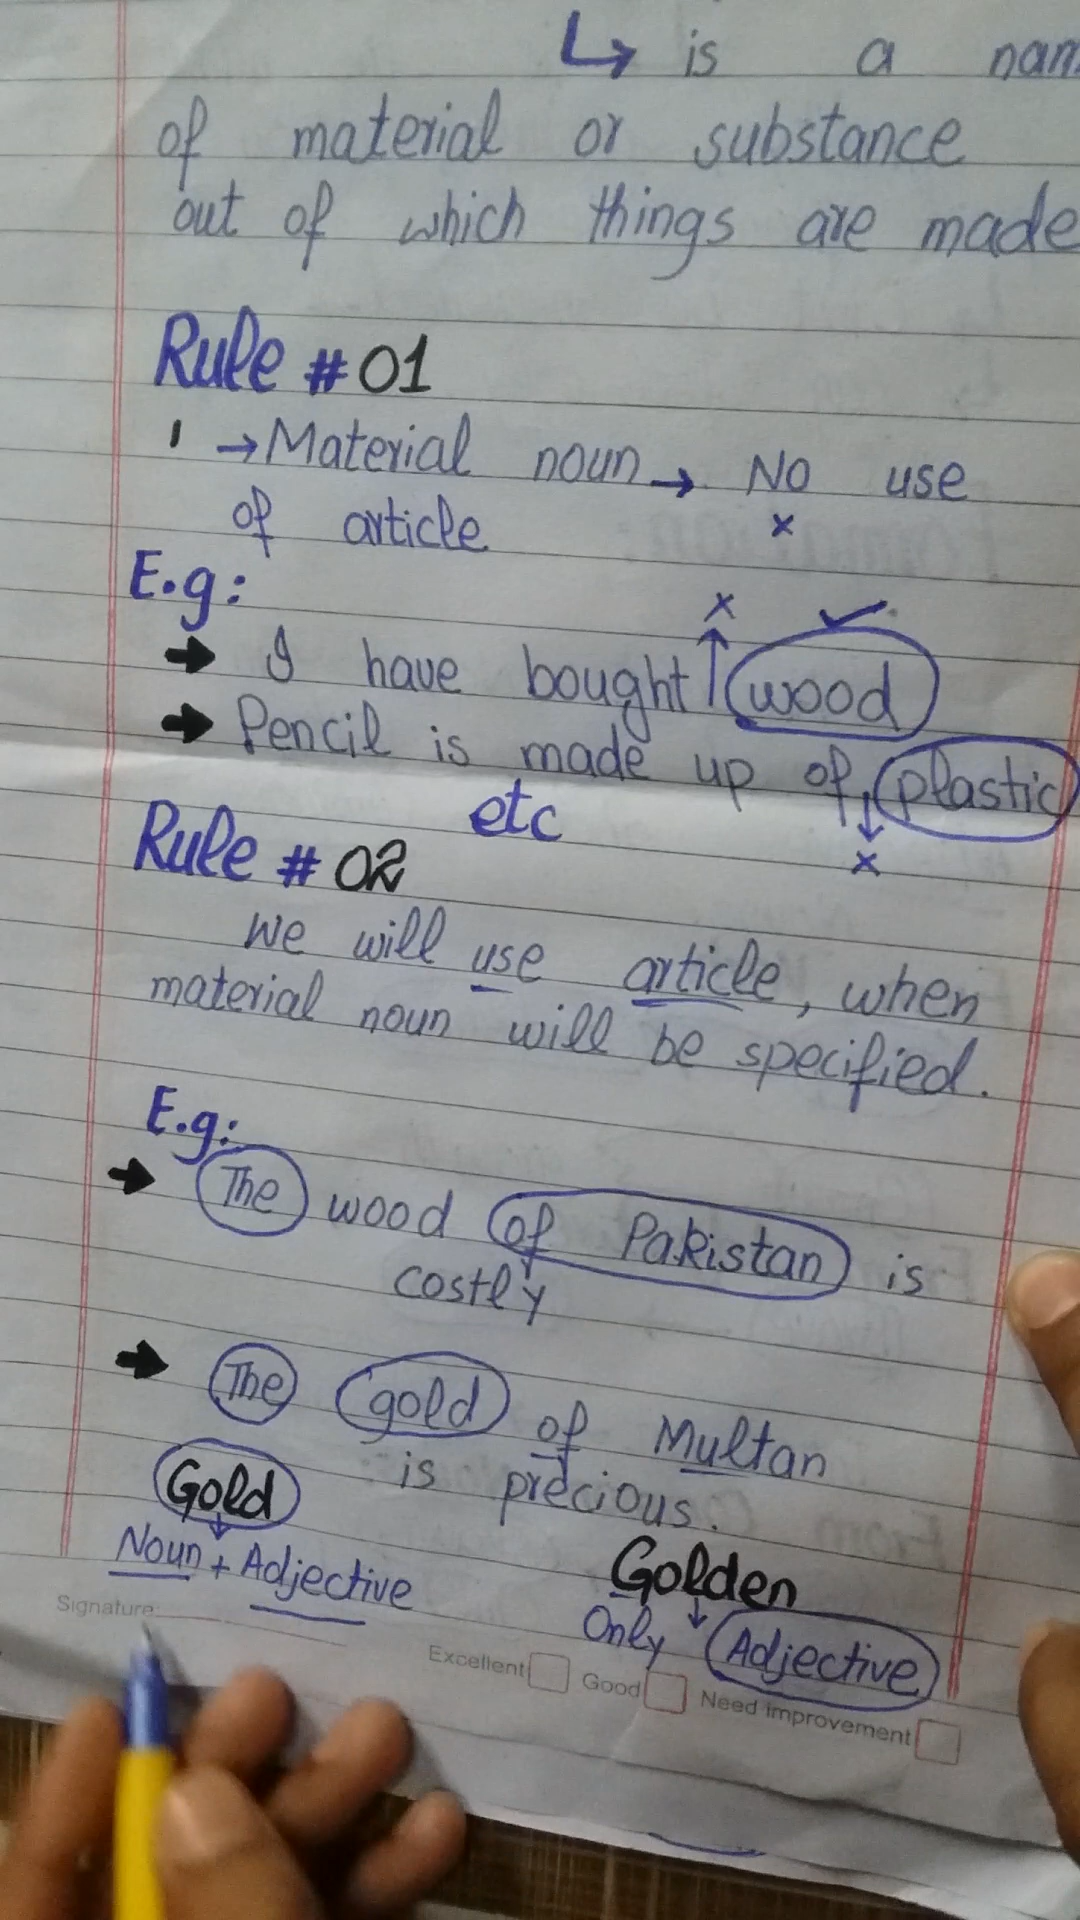 ↳ is a nam
of material or substance
out of which things are made
Rule # 01
→ Material noun → No use
x
of article
E.g:
x ✓
➔ I have bought ↑ wood
➔ Pencil is made up of plastic
↓
x
etc
Rule # 02
We will use article, when
material noun will be specified.
E.g:
➔ The wood of Pakistan is
costly
➔ The gold of Multan
is precious.
Gold
↓
Noun + Adjective
Golden
↓
Only Adjective
Signature:
Excellent Good Need improvement